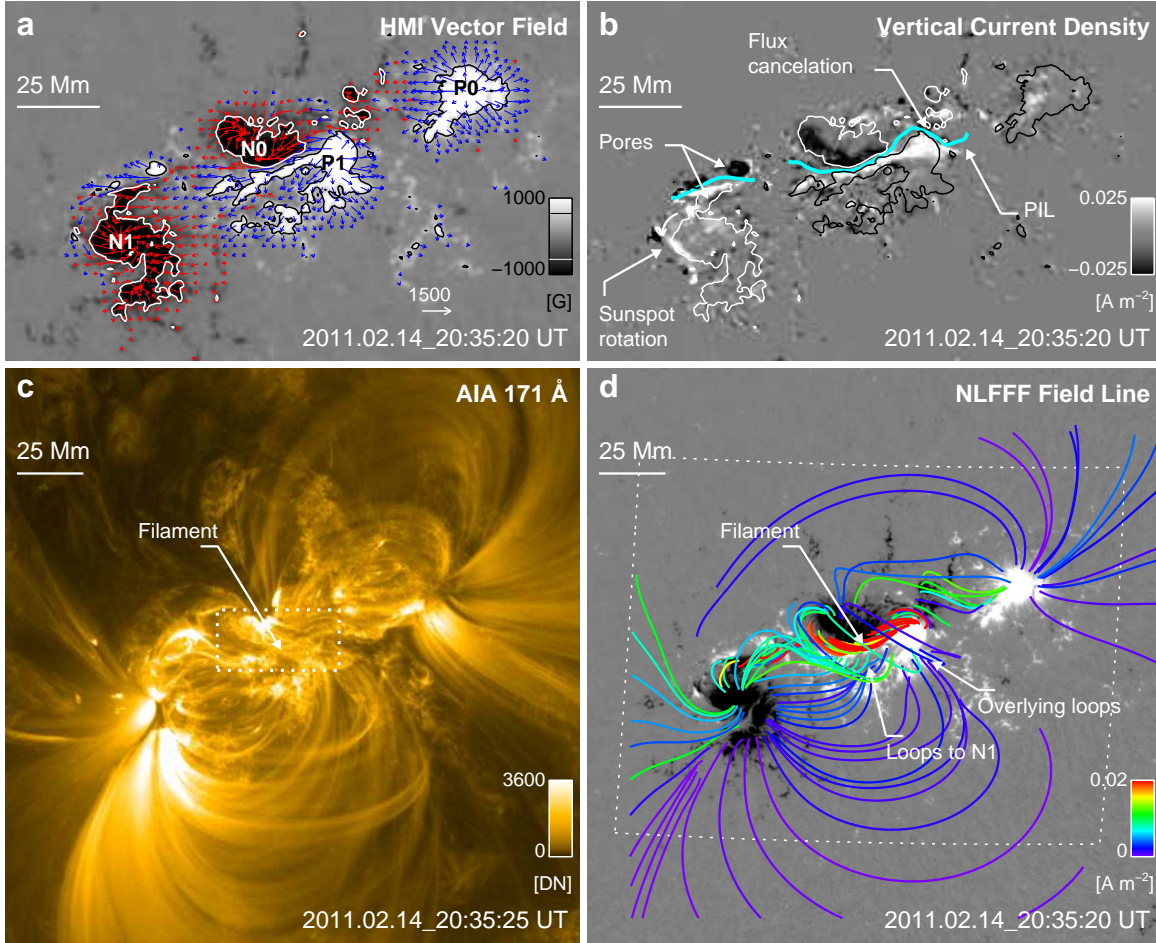 a
HMI Vector Field
25 Mm
P0
N0
P1
N1
1000
−1000
[G]
1500
2011.02.14_20:35:20 UT
b
Vertical Current Density
25 Mm
Flux
cancelation
Pores
PIL
0.025
−0.025
[A m⁻²]
Sunspot
rotation
2011.02.14_20:35:20 UT
c
AIA 171 Å
25 Mm
Filament
3600
0
[DN]
2011.02.14_20:35:25 UT
d
NLFFF Field Line
25 Mm
Filament
Overlying loops
Loops to N1
0.02
0
[A m⁻²]
2011.02.14_20:35:20 UT